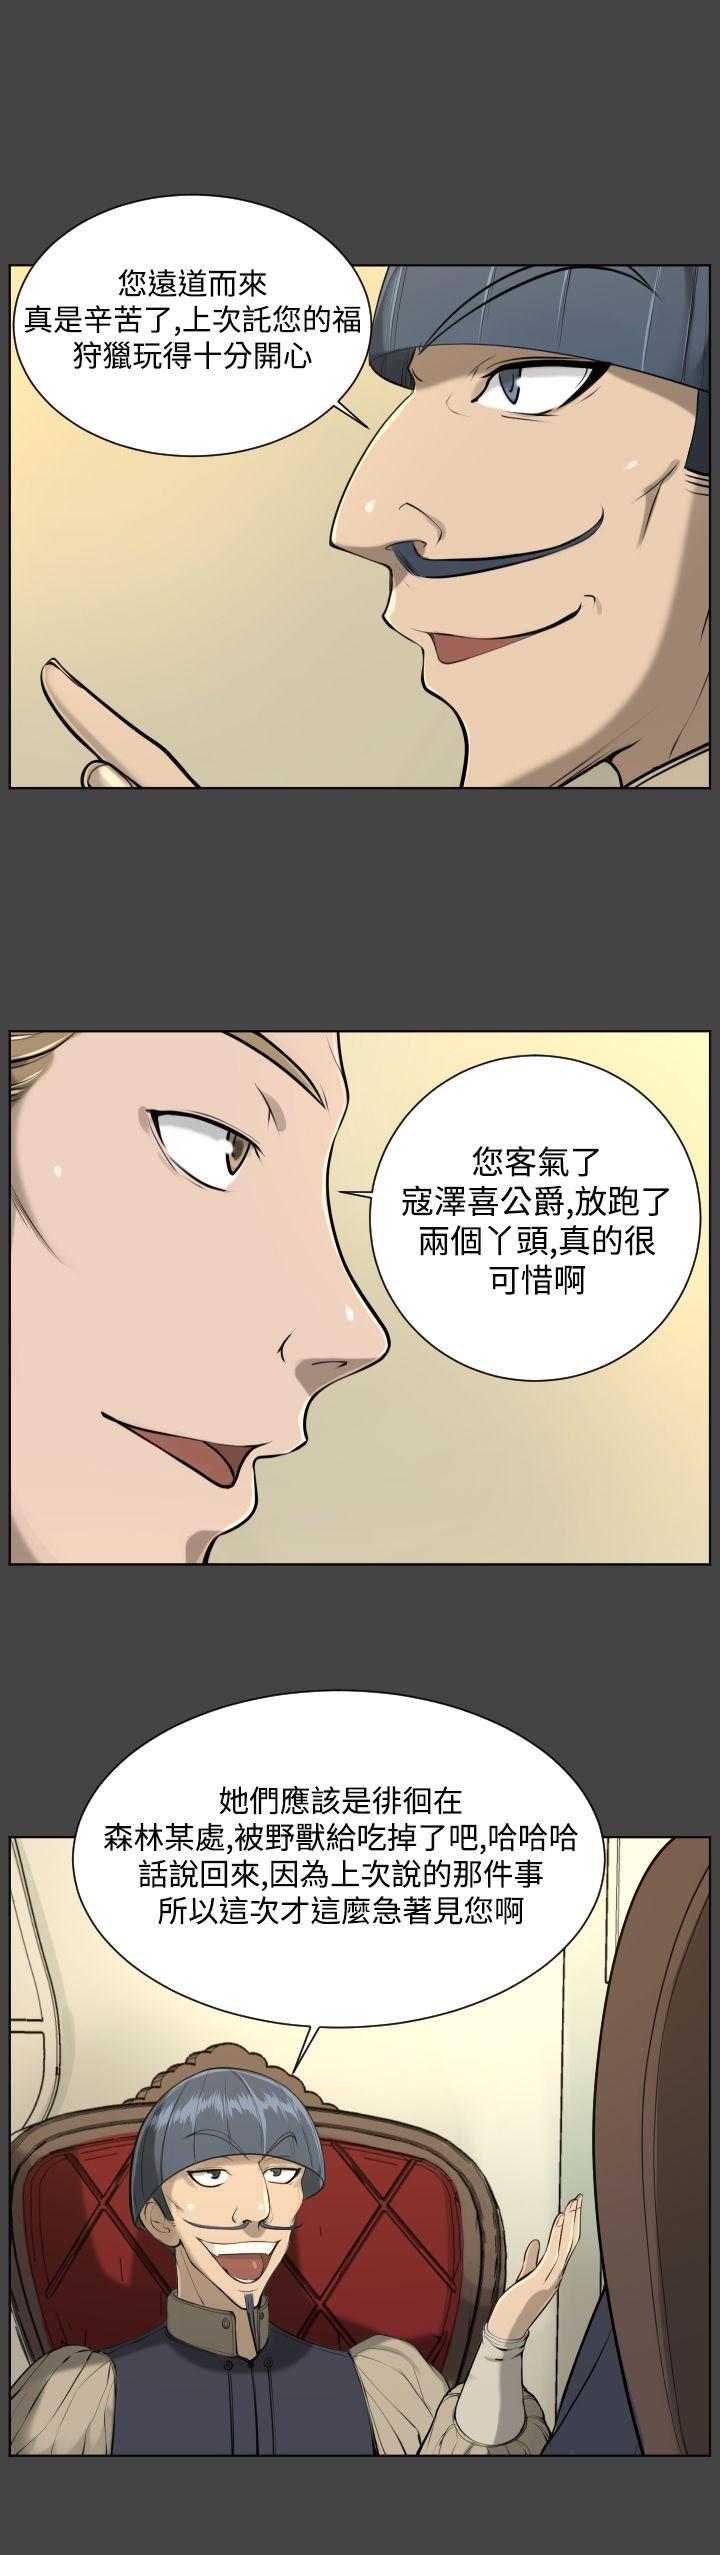 您遠道而來
真是辛苦了,上次託您的福
狩獵玩得十分開心
您客氣了
寇澤喜公爵,放跑了
兩個丫頭,真的很
可惜啊
她們應該是徘徊在
森林某處,被野獸給吃掉了吧,哈哈哈
話說回來,因為上次說的那件事
所以這次才這麼急著見您啊